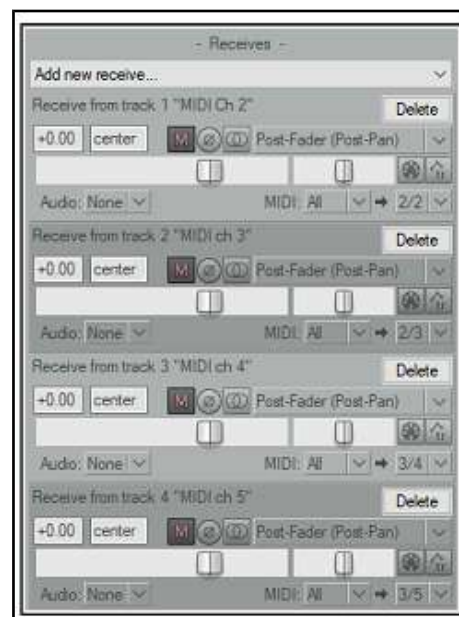 - Receives -
Add new receive...
Receive from track 1 "MIDI Ch 2"
Delete
+0.00 center M Post-Fader (Post-Pan)
Audio: None MIDI: All 2/2
Receive from track 2 "MIDI ch 3"
Delete
+0.00 center M Post-Fader (Post-Pan)
Audio: None MIDI: All 2/3
Receive from track 3 "MIDI ch 4"
Delete
+0.00 center M Post-Fader (Post-Pan)
Audio: None MIDI: All 3/4
Receive from track 4 "MIDI ch 5"
Delete
+0.00 center M Post-Fader (Post-Pan)
Audio: None MIDI: All 3/5